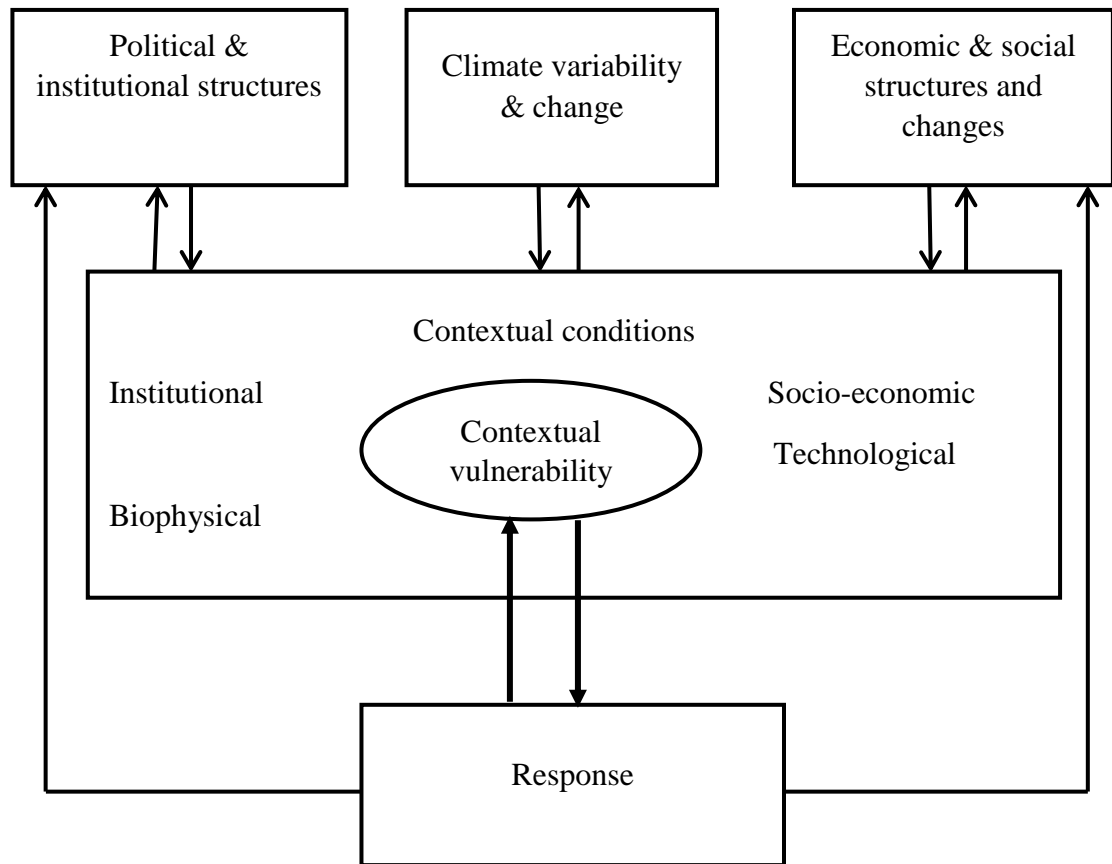 Political &
institutional structures
Climate variability
& change
Economic & social
structures and
changes
Contextual conditions
Institutional
Socio-economic
Contextual
vulnerability
Technological
Biophysical
Response